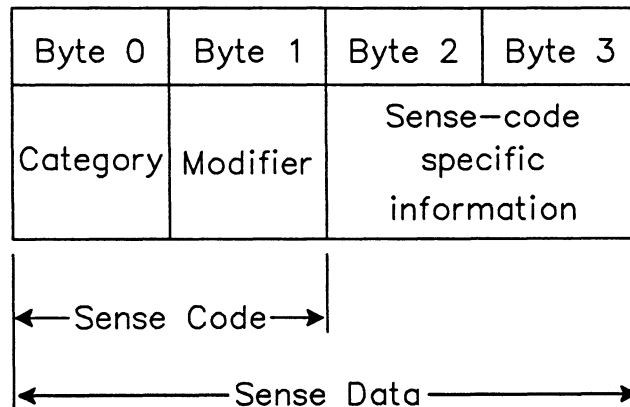 Byte 0 Byte 1 Byte 2 Byte 3
Category Modifier Sense-code
specific
information
Sense Code
Sense Data